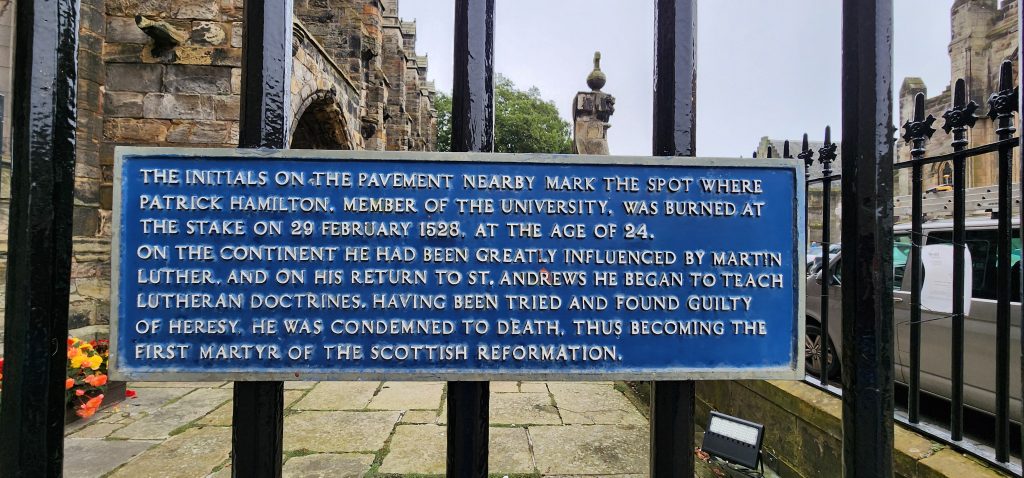 THE INITIALS ON THE PAVEMENT NEARBY MARK THE SPOT WHERE
PATRICK HAMILTON, MEMBER OF THE UNIVERSITY, WAS BURNED AT
THE STAKE ON 29 FEBRUARY 1528, AT THE AGE OF 24.
ON THE CONTINENT HE HAD BEEN GREATLY INFLUENCED BY MARTIN
LUTHER, AND ON HIS RETURN TO ST. ANDREWS HE BEGAN TO TEACH
LUTHERAN DOCTRINES. HAVING BEEN TRIED AND FOUND GUILTY
OF HERESY, HE WAS CONDEMNED TO DEATH, THUS BECOMING THE
FIRST MARTYR OF THE SCOTTISH REFORMATION.